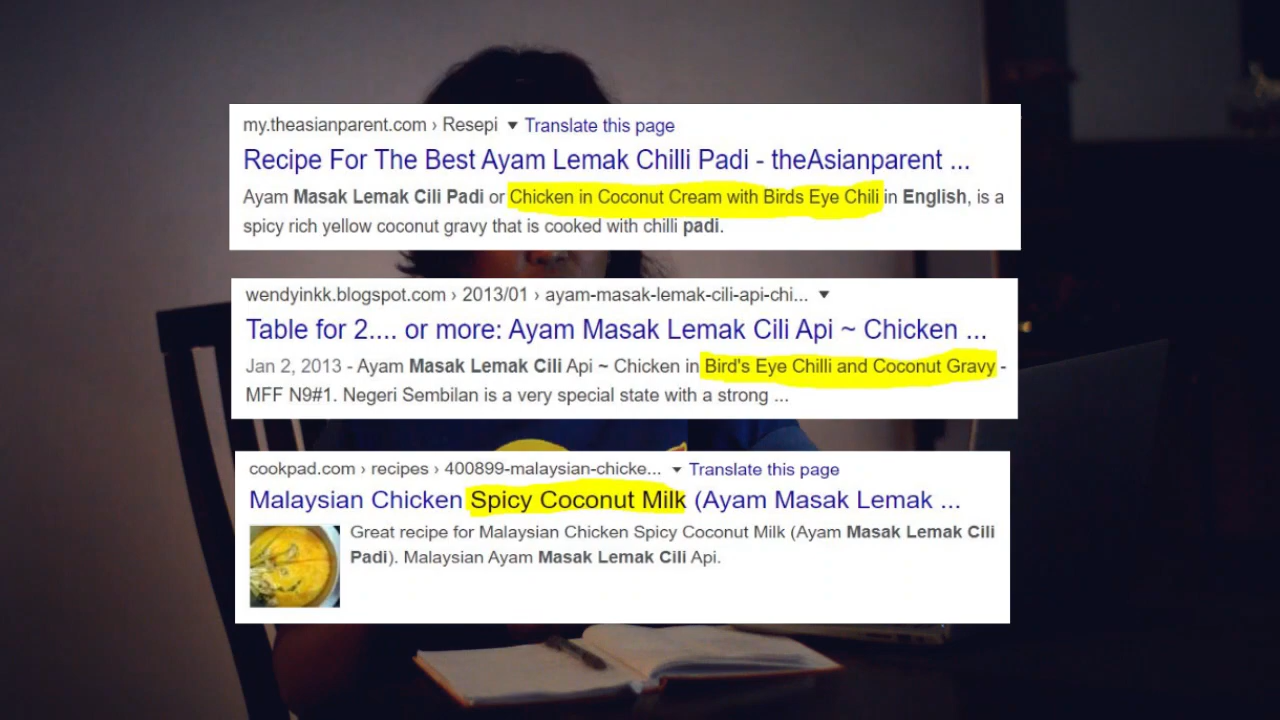 my.theasianparent.com › Resepi ▼ Translate this page
Recipe For The Best Ayam Lemak Chilli Padi - theAsianparent ...
Ayam Masak Lemak Cili Padi or Chicken in Coconut Cream with Birds Eye Chili in English, is a
spicy rich yellow coconut gravy that is cooked with chilli padi.
wendyinkk.blogspot.com › 2013/01 › ayam-masak-lemak-cili-api-chi... ▼
Table for 2.... or more: Ayam Masak Lemak Cili Api ~ Chicken ...
Jan 2, 2013 - Ayam Masak Lemak Cili Api ~ Chicken in Bird's Eye Chilli and Coconut Gravy -
MFF N9#1. Negeri Sembilan is a very special state with a strong ...
cookpad.com › recipes › 400899-malaysian-chicke... ▼ Translate this page
Malaysian Chicken Spicy Coconut Milk (Ayam Masak Lemak ...
Great recipe for Malaysian Chicken Spicy Coconut Milk (Ayam Masak Lemak Cili
Padi). Malaysian Ayam Masak Lemak Cili Api.